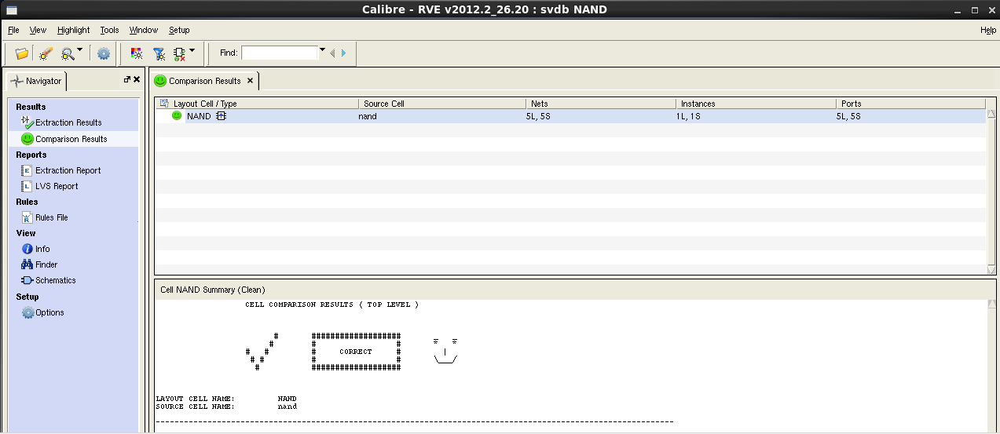 Calibre - RVE v2012.2_26.20 : svdb NAND
File View Highlight Tools Window Setup Help
Find:
Navigator
Results
Extraction Results
Comparison Results
Reports
Extraction Report
LVS Report
Rules
Rules File
View
Info
Finder
Schematics
Setup
Options
Comparison Results
Layout Cell / Type Source Cell Nets Instances Ports
NAND nand 5L, 5S 1L, 1S 5L, 5S
Cell NAND Summary (Clean)
CELL COMPARISON RESULTS ( TOP LEVEL )
# ################### _ _
# # # * *
# # # CORRECT # |
# # # # \___/
# ###################
LAYOUT CELL NAME: NAND
SOURCE CELL NAME: nand